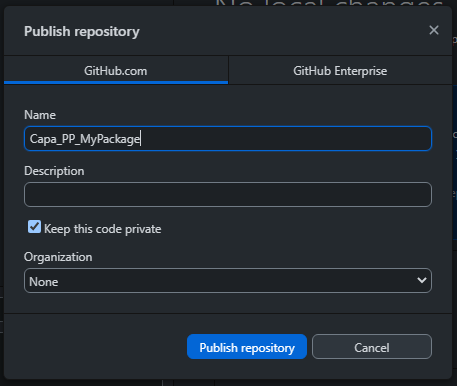 No local changes
Publish repository
GitHub.com
GitHub Enterprise
Name
Capa_PP_MyPackage
Description
Keep this code private
Organization
None
Publish repository
Cancel